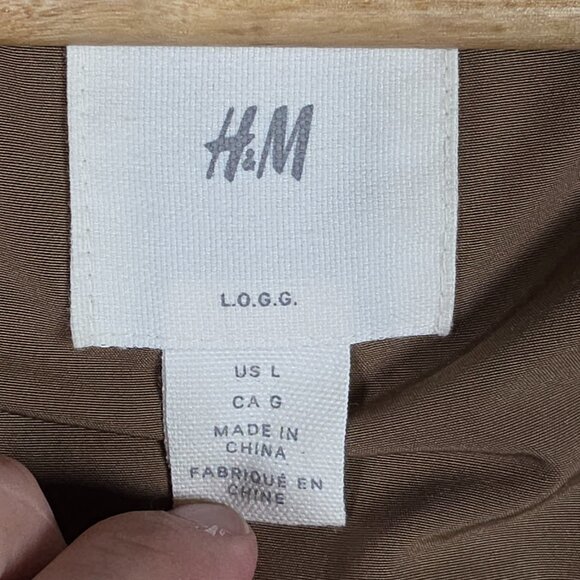 H&M
L.O.G.G.
US L
CA G
MADE IN
CHINA
FABRIQUÉ EN
CHINE